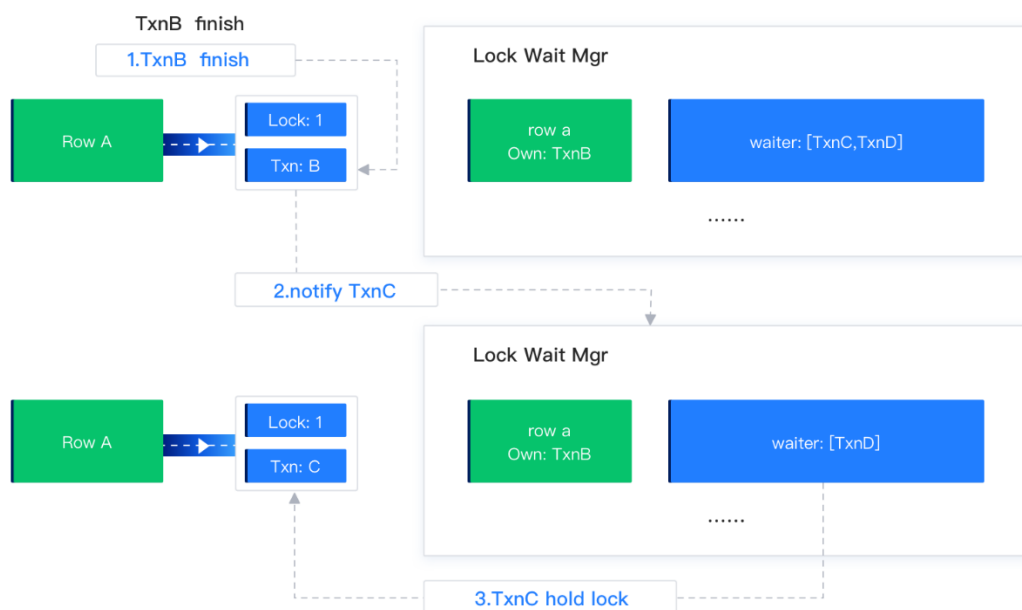 TxnB finish
1.TxnB finish
Row A
Lock: 1
Txn: B
Lock Wait Mgr
row a
Own: TxnB
waiter: [TxnC,TxnD]
......
2.notify TxnC
Lock Wait Mgr
Row A
Lock: 1
Txn: C
row a
Own: TxnB
waiter: [TxnD]
......
3.TxnC hold lock